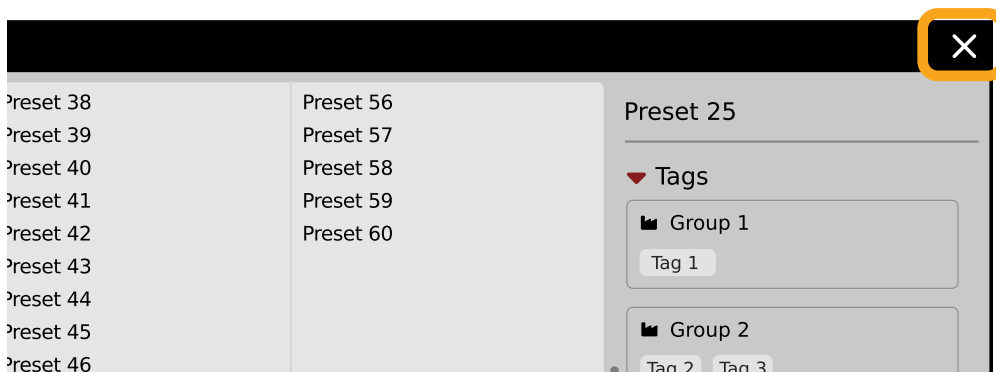 Preset 38
Preset 39
Preset 40
Preset 41
Preset 42
Preset 43
Preset 44
Preset 45
Preset 46
Preset 56
Preset 57
Preset 58
Preset 59
Preset 60
Preset 25
Tags
Group 1
Tag 1
Group 2
Tag 2 Tag 3